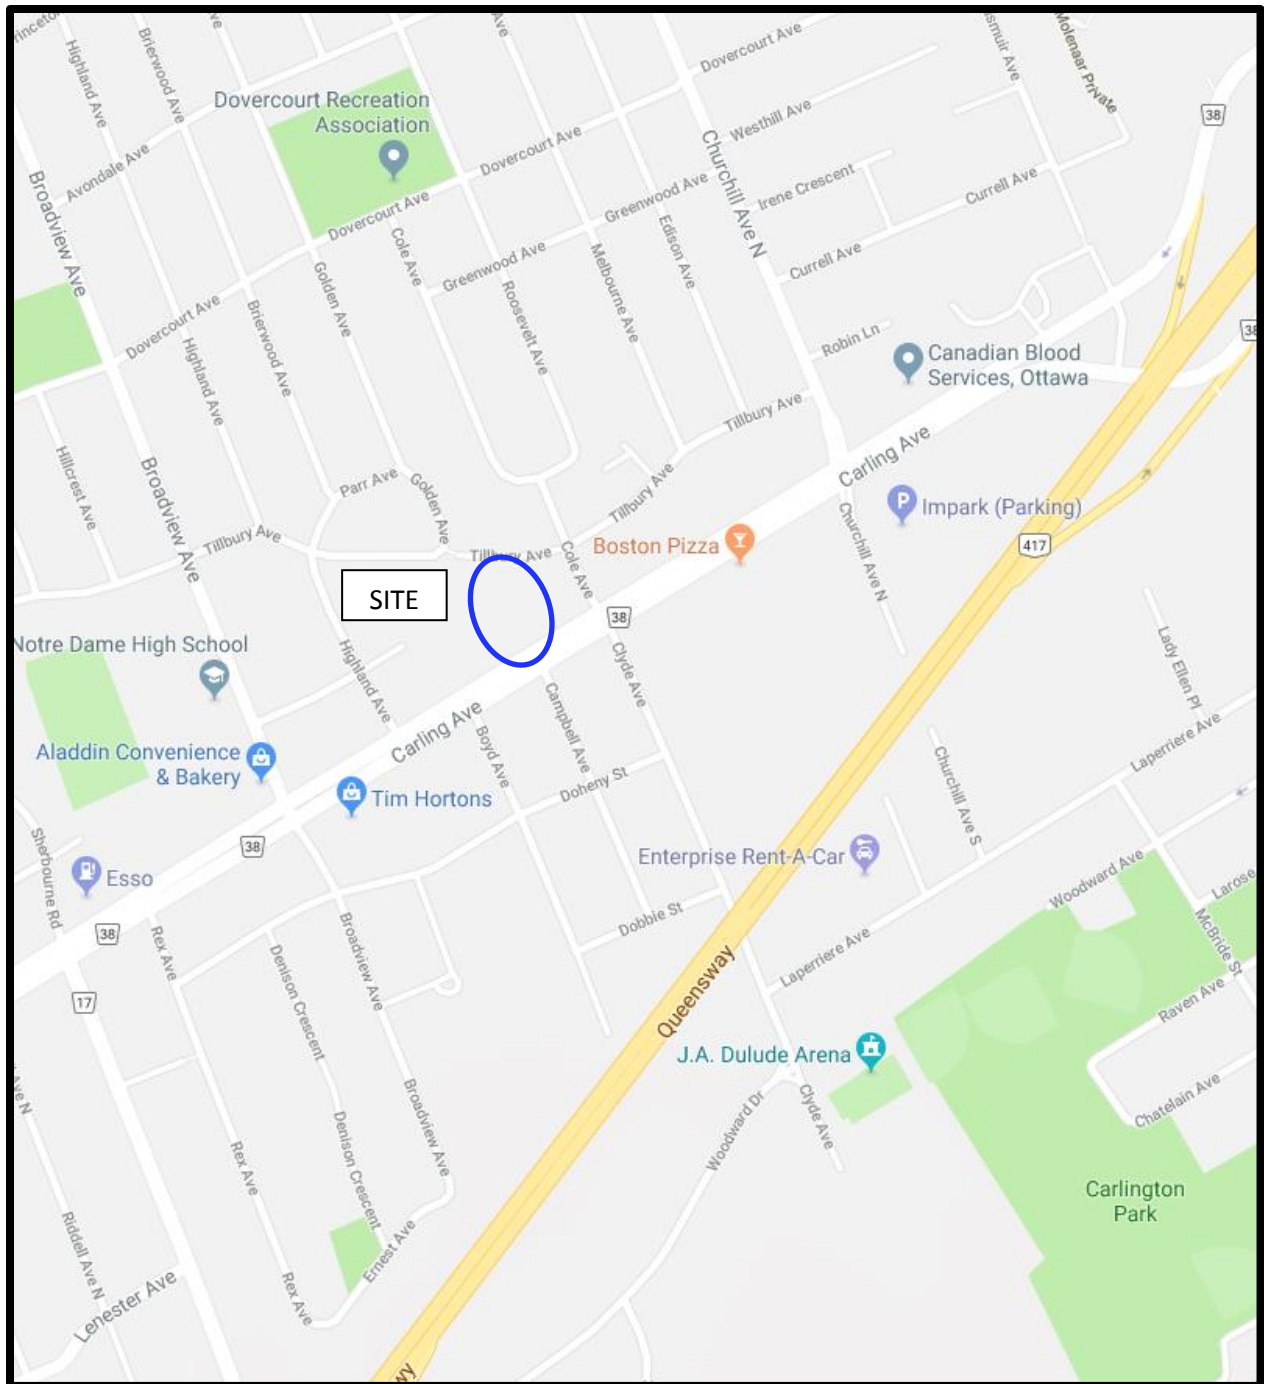 Highland Ave
Brierwood Ave
Dovercourt Ave
Molenaar Private
38
Dovercourt Recreation
Association
Avondale Ave
Dovercourt Ave
Westhill Ave
Churchill Ave N
Broadview Ave
Dovercourt Ave
Greenwood Ave
Irene Crescent
Currell Ave
Cole Ave
Greenwood Ave
Melbourne Ave
Edison Ave
Currell Ave
Golden Ave
Roosevelt Ave
Dovercourt Ave
Brierwood Ave
Highland Ave
Robin Ln
38
Canadian Blood
Services, Ottawa
Tillbury Ave
Hillcrest Ave
Broadview Ave
Parr Ave
Golden Ave
Tillbury Ave
Carling Ave
Impark (Parking)
Churchill Ave N
Tillbury Ave
Tillbury Ave
Cole Ave
Boston Pizza
417
SITE
38
Notre Dame High School
Highland Ave
Clyde Ave
Lady Ellen Pl
Campbell Ave
Carling Ave
Boyd Ave
Laperriere Ave
Aladdin Convenience
& Bakery
Doheny St
Tim Hortons
Churchill Ave S
Sherbourne Rd
38
Enterprise Rent-A-Car
Esso
Woodward Ave
Larose
38
Rex Ave
Broadview Ave
Dobbie St
McBride St
Denison Crescent
Laperriere Ave
Queensway
17
Raven Ave
J.A. Dulude Arena
Ave N
Broadview Ave
Clyde Ave
Chatelain Ave
Woodward Dr
Denison Crescent
Rex Ave
Carlington
Park
Riddell Ave N
Ernest Ave
Rex Ave
Lenester Ave